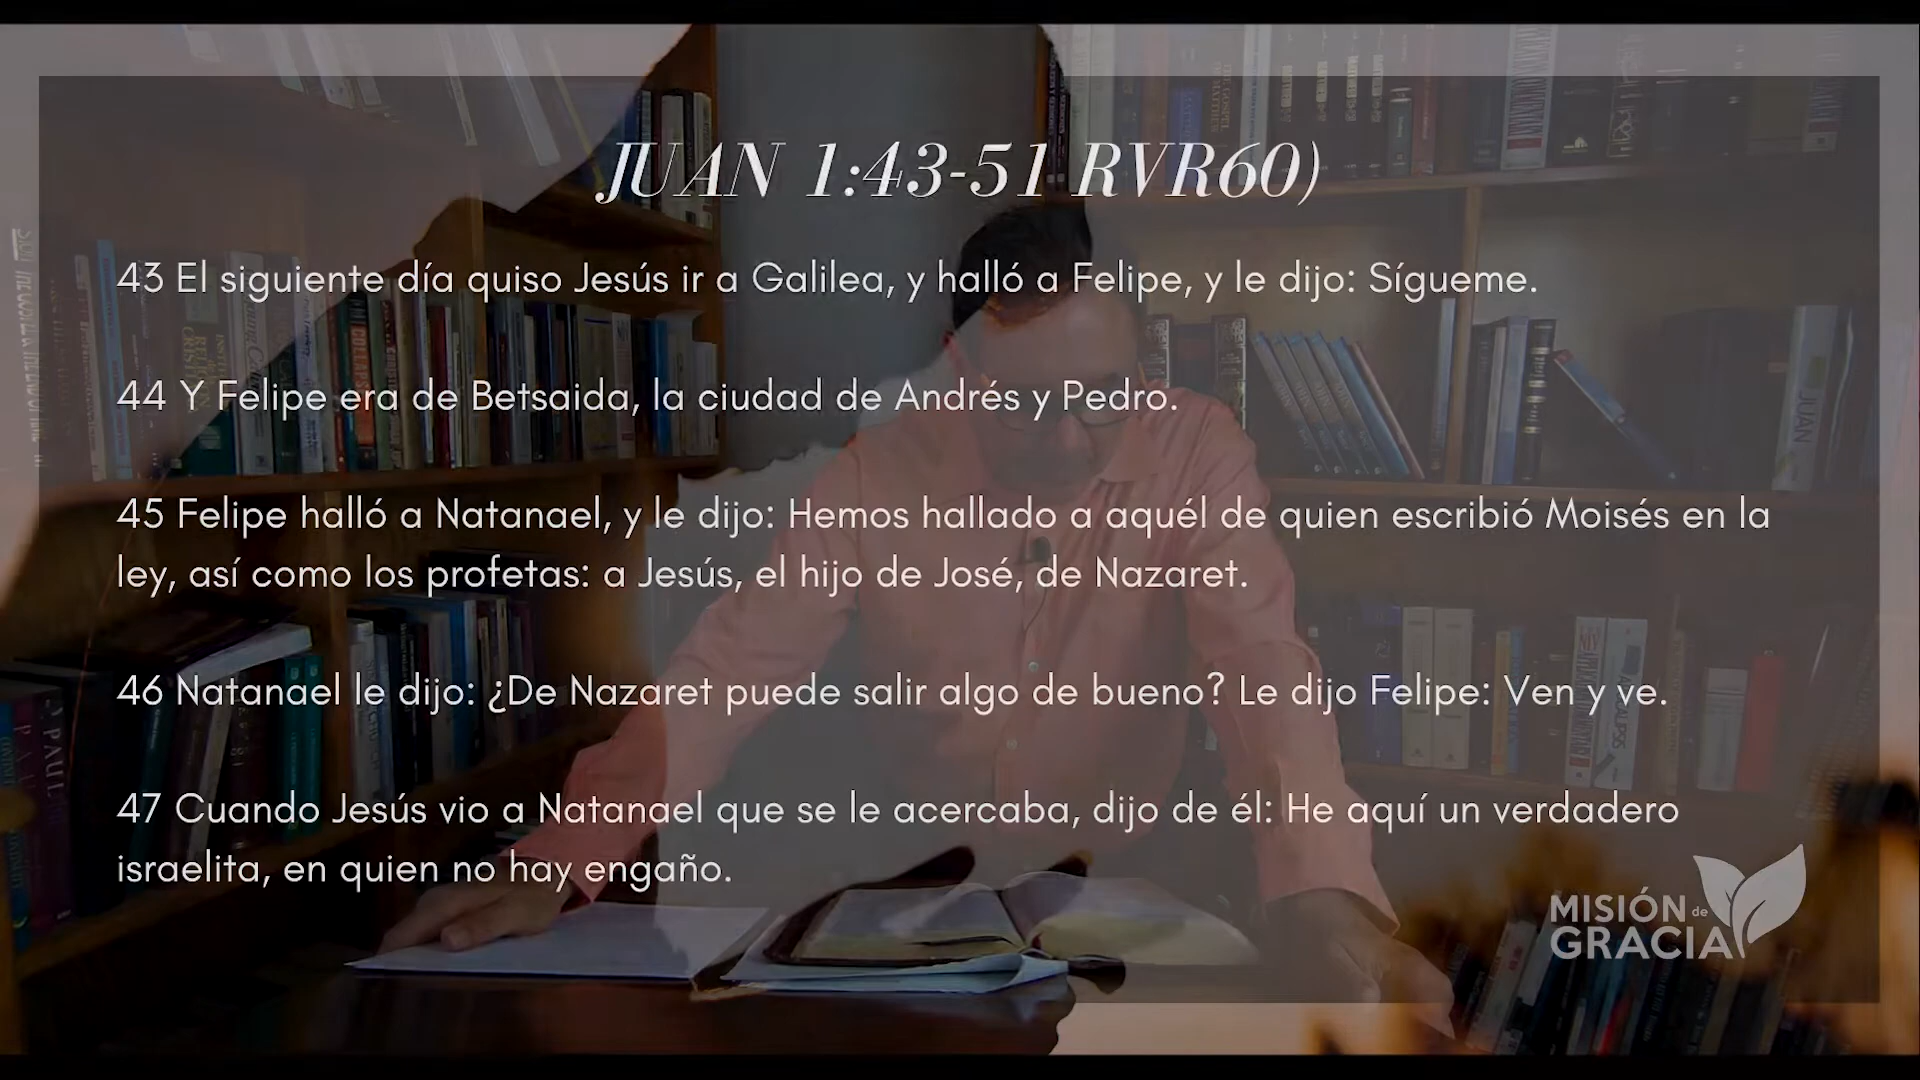 JUAN 1:43-51 RVR60)
43 El siguiente día quiso Jesús ir a Galilea, y halló a Felipe, y le dijo: Sígueme.
44 Y Felipe era de Betsaida, la ciudad de Andrés y Pedro.
45 Felipe halló a Natanael, y le dijo: Hemos hallado a aquél de quien escribió Moisés en la
ley, así como los profetas: a Jesús, el hijo de José, de Nazaret.
46 Natanael le dijo: ¿De Nazaret puede salir algo de bueno? Le dijo Felipe: Ven y ve.
47 Cuando Jesús vio a Natanael que se le acercaba, dijo de él: He aquí un verdadero
israelita, en quien no hay engaño.
MISIÓN de
GRACIA
JUAN
PAUL